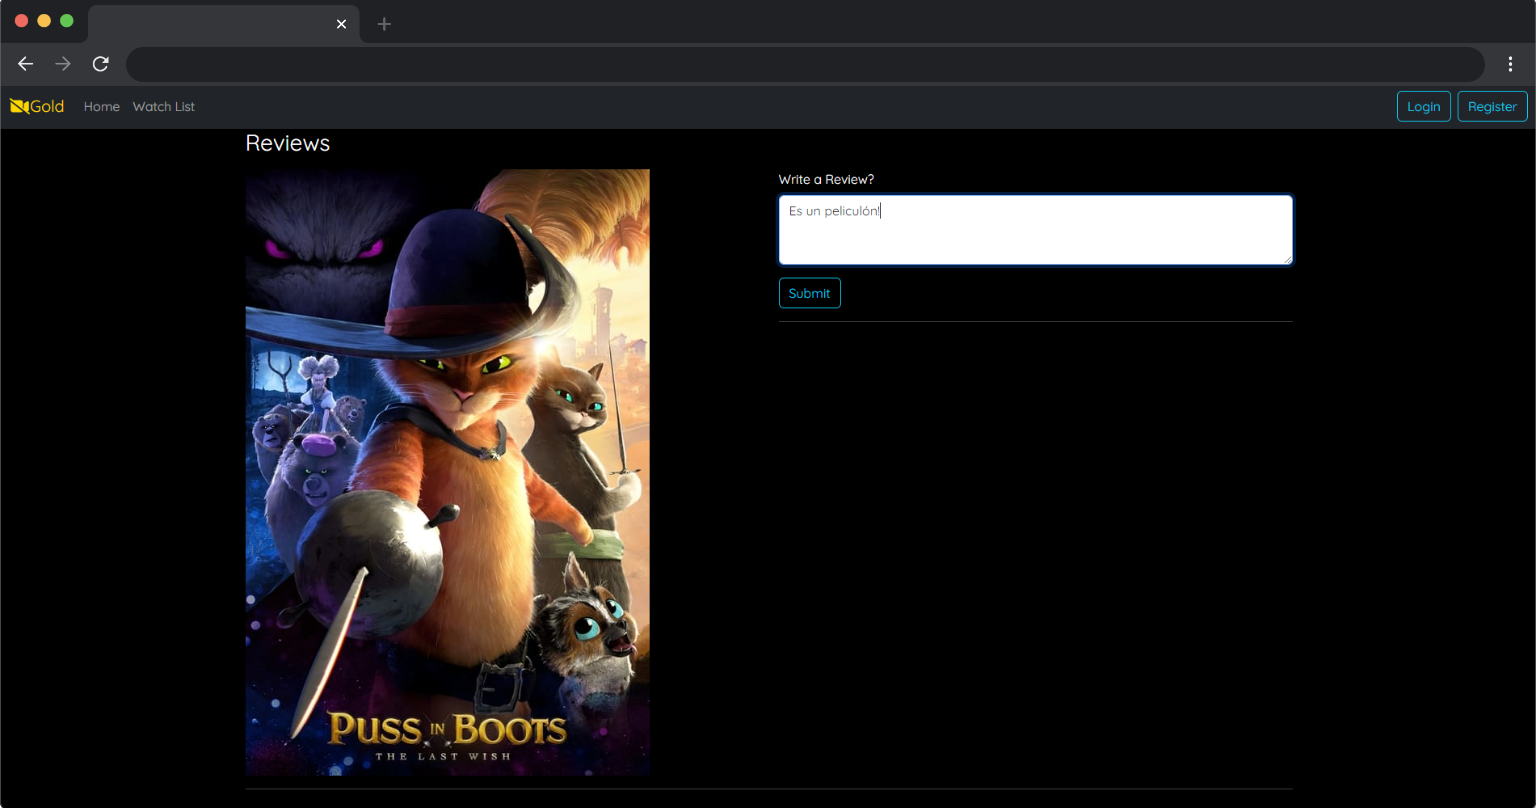 Gold
Home
Watch List
Login
Register
Reviews
Write a Review?
Es un peliculón!
Submit
PUSS IN BOOTS
THE LAST WISH